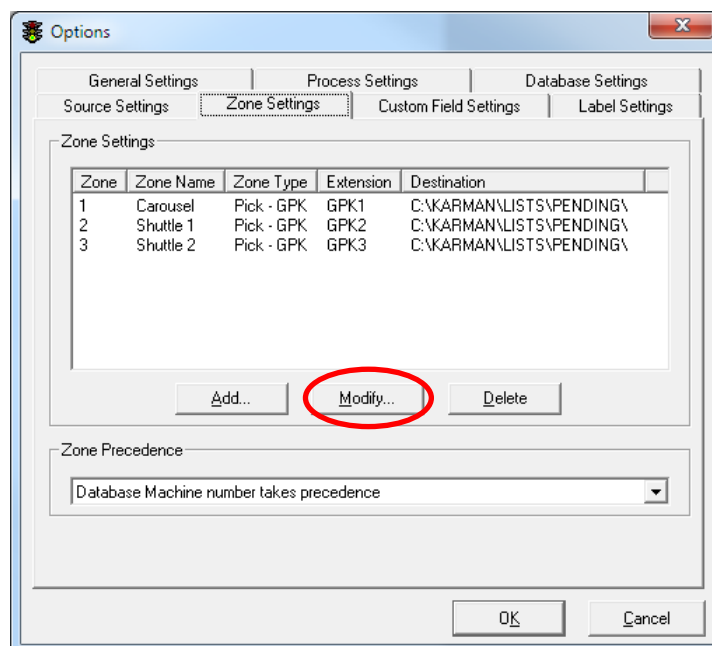 Options
General Settings Process Settings Database Settings
Source Settings Zone Settings Custom Field Settings Label Settings
Zone Settings
Zone Zone Name Zone Type Extension Destination
1 Carousel Pick - GPK GPK1 C:\KARMAN\LISTS\PENDING\
2 Shuttle 1 Pick - GPK GPK2 C:\KARMAN\LISTS\PENDING\
3 Shuttle 2 Pick - GPK GPK3 C:\KARMAN\LISTS\PENDING\
Add... Modify... Delete
Zone Precedence
Database Machine number takes precedence
OK Cancel